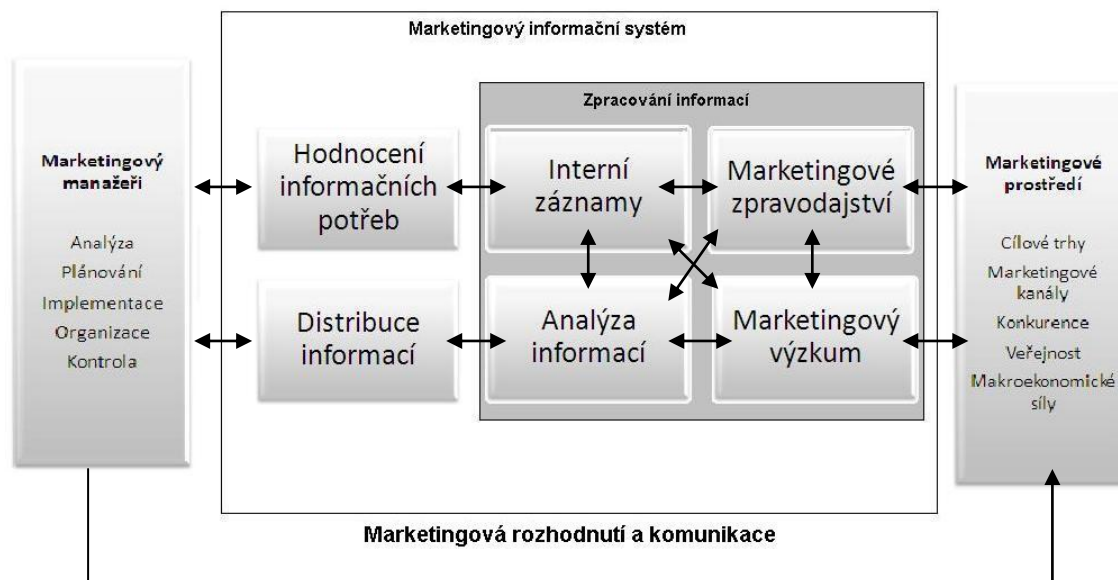 Marketingový informační systém
Zpracování informací
Marketingový
manažeři
Analýza
Plánování
Implementace
Organizace
Kontrola
Hodnocení
informačních
potřeb
Distribuce
informací
Interní
záznamy
Marketingové
zpravodajství
Analýza
informací
Marketingový
výzkum
Marketingové
prostředí
Cílové trhy
Marketingové
kanály
Konkurence
Veřejnost
Makroekonomické
síly
Marketingová rozhodnutí a komunikace